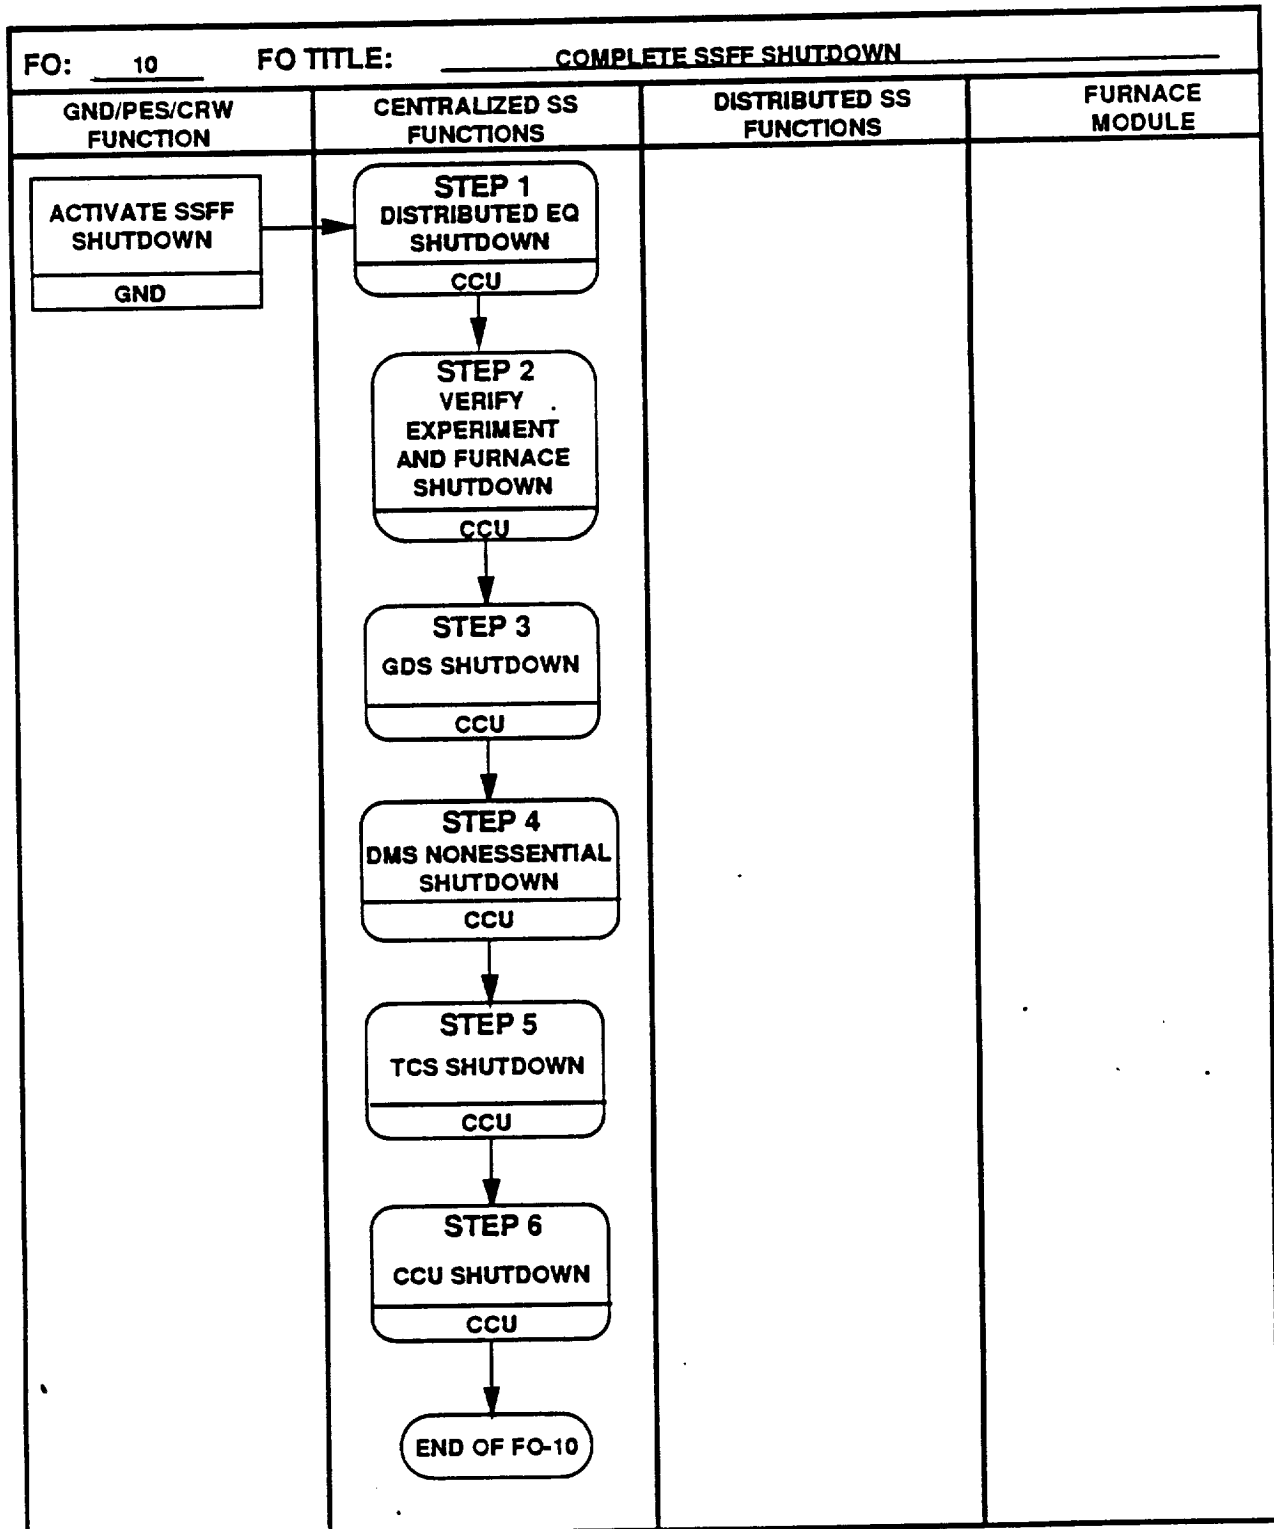 FO: 10 FO TITLE: COMPLETE SSFF SHUTDOWN
GND/PES/CRW
FUNCTION
CENTRALIZED SS
FUNCTIONS
DISTRIBUTED SS
FUNCTIONS
FURNACE
MODULE
ACTIVATE SSFF
SHUTDOWN
GND
STEP 1
DISTRIBUTED EQ
SHUTDOWN
CCU
STEP 2
VERIFY
EXPERIMENT
AND FURNACE
SHUTDOWN
CCU
STEP 3
GDS SHUTDOWN
CCU
STEP 4
DMS NONESSENTIAL
SHUTDOWN
CCU
STEP 5
TCS SHUTDOWN
CCU
STEP 6
CCU SHUTDOWN
CCU
END OF FO-10